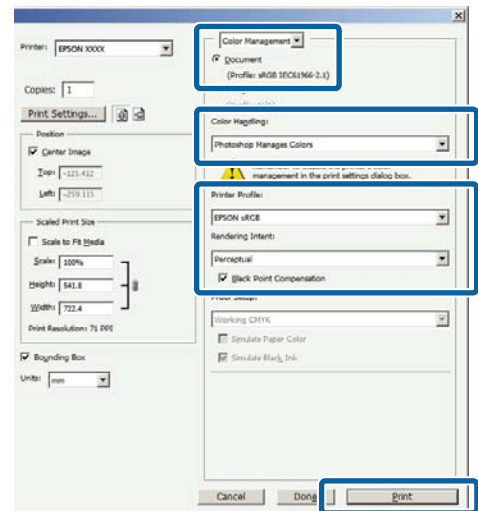 Printer: EPSON XXXX
Copies: 1
Print Settings...
Position
Center Image
Top: -125.412
Left: -259.115
Scaled Print Size
Scale to Fit Media
Scale: 100%
Height: 541.8
Width: 722.4
Print Resolution: 71 PPI
Bounding Box
Units: mm
Color Management
Document
(Profile: sRGB IEC61966-2.1)
Color Handling:
Photoshop Manages Colors
management in the print settings dialog box.
Printer Profile:
EPSON sRGB
Rendering Intent:
Perceptual
Black Point Compensation
Working CMYK
Simulate Paper Color
Simulate Black Ink
Cancel
Done
Print